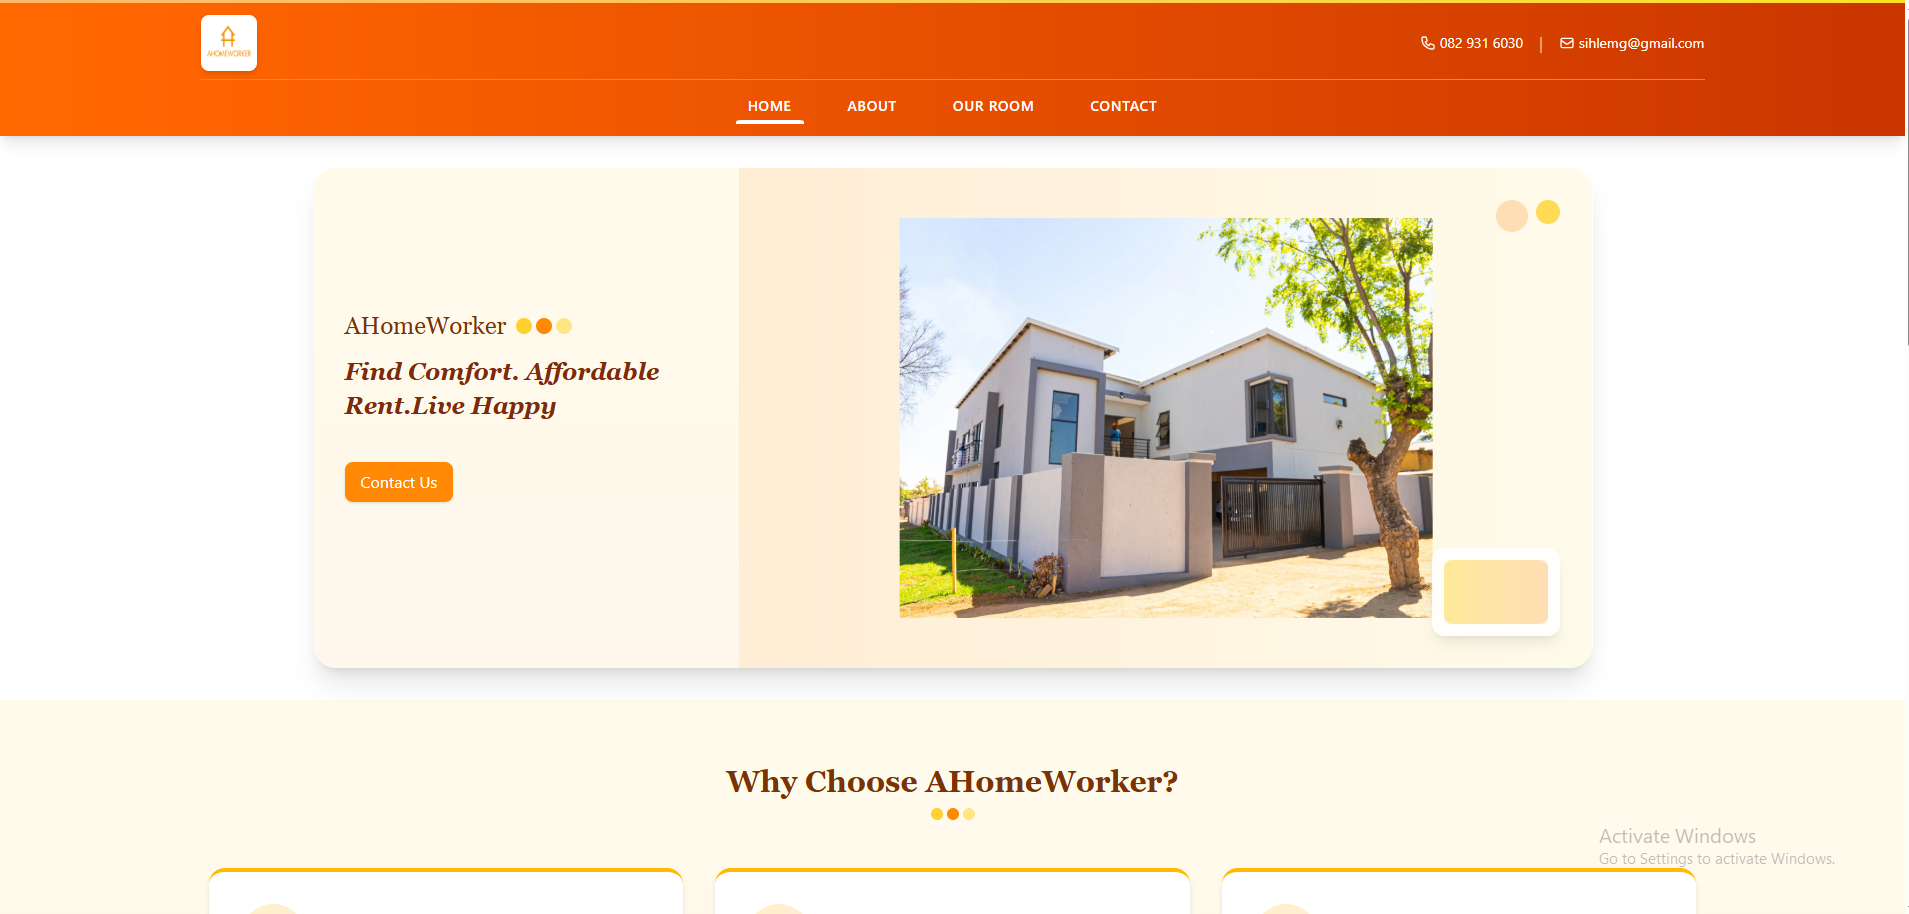 AHOMEWORKER
082 931 6030 | sihlemg@gmail.com
HOME ABOUT OUR ROOM CONTACT
AHomeWorker
Find Comfort. Affordable
Rent.Live Happy
Contact Us
Why Choose AHomeWorker?
Activate Windows
Go to Settings to activate Windows.